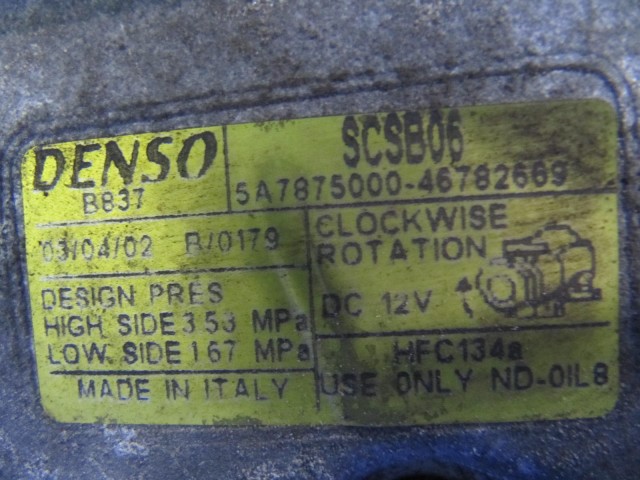 DENSO
B837
SCSB06
5A7875000-46782669
03/04/02 B/0179
CLOCKWISE
ROTATION
DC 12V
DESIGN PRES
HIGH SIDE 3.53 MPa
LOW SIDE 1.67 MPa
HFC134a
MADE IN ITALY
USE ONLY ND-OIL8